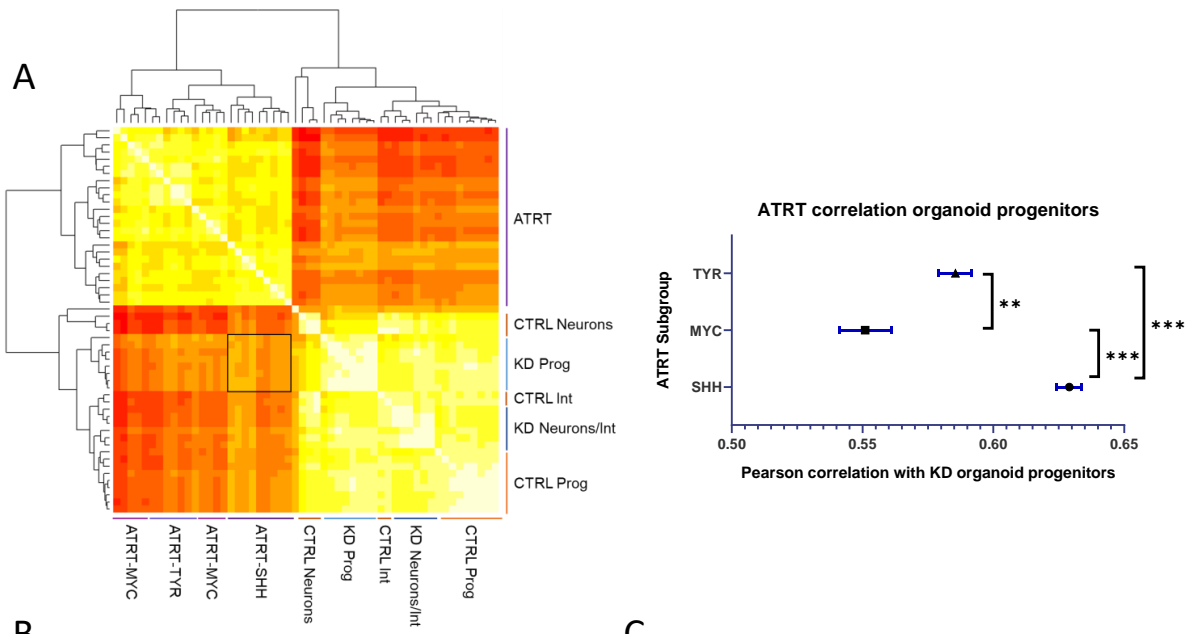 A
ATRT
CTRL Neurons
KD Prog
CTRL Int
KD Neurons/Int
CTRL Prog
ATRT-MYC
ATRT-TYR
ATRT-MYC
ATRT-SHH
CTRL Neurons
KD Prog
CTRL Int
KD Neurons/Int
CTRL Prog
ATRT correlation organoid progenitors
ATRT Subgroup
TYR
MYC
SHH
**
***
***
0.50
0.55
0.60
0.65
Pearson correlation with KD organoid progenitors
B
C